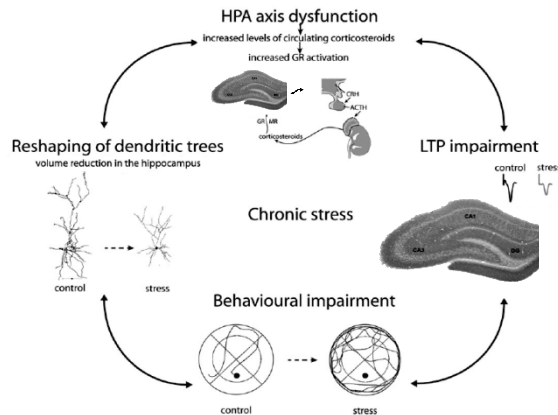 HPA axis dysfunction
increased levels of circulating corticosteroids
increased GR activation
CRH
ACTH
GR MR
corticosteroids
Reshaping of dendritic trees
volume reduction in the hippocampus
control
stress
LTP impairment
control
stress
CA1
CA3
DG
Chronic stress
Behavioural impairment
control
stress